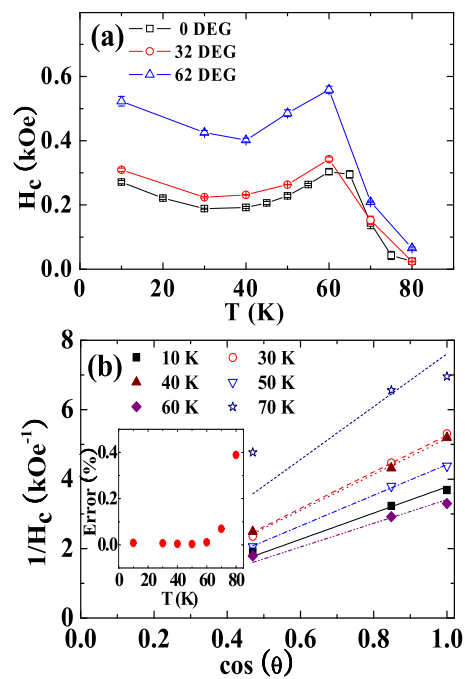 (a)
0 DEG
32 DEG
62 DEG
H_c (kOe)
0.6
0.4
0.2
0.0
0 20 40 60 80
T (K)
(b)
10 K 30 K
40 K 50 K
60 K 70 K
1/H_c (kOe⁻¹)
8
6
4
2
0
Error (%)
0.4
0.2
0.0
0 20 40 60 80
T (K)
0.0 0.2 0.4 0.6 0.8 1.0
cos (θ)